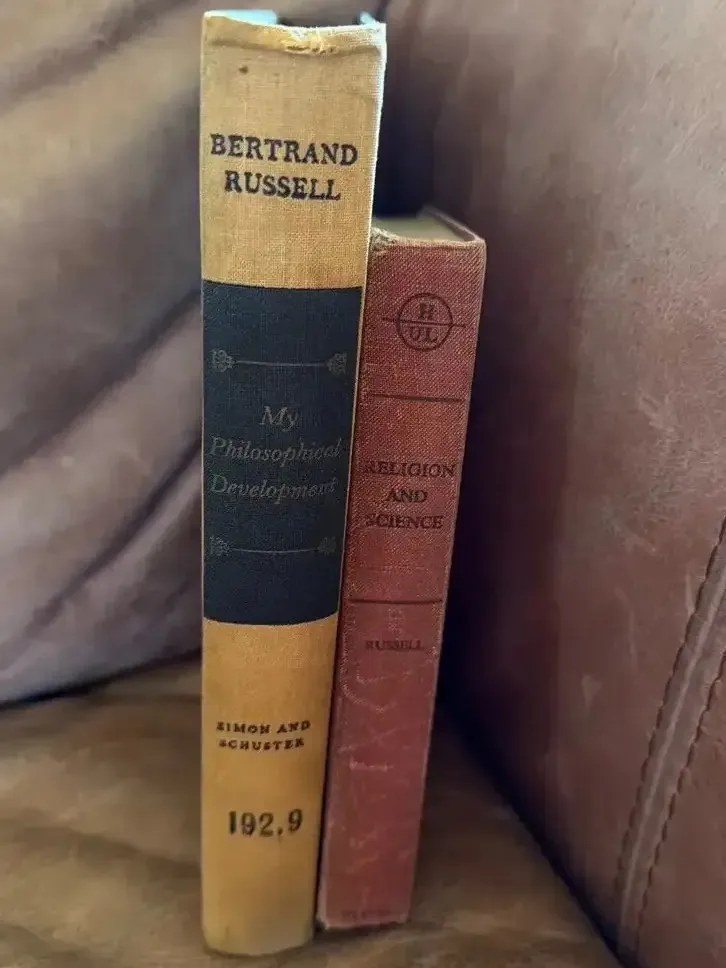 BERTRAND
RUSSELL
My
Philosophical
Development
SIMON AND
SCHUSTER
192.9
H
UL
RELIGION
AND
SCIENCE
RUSSELL